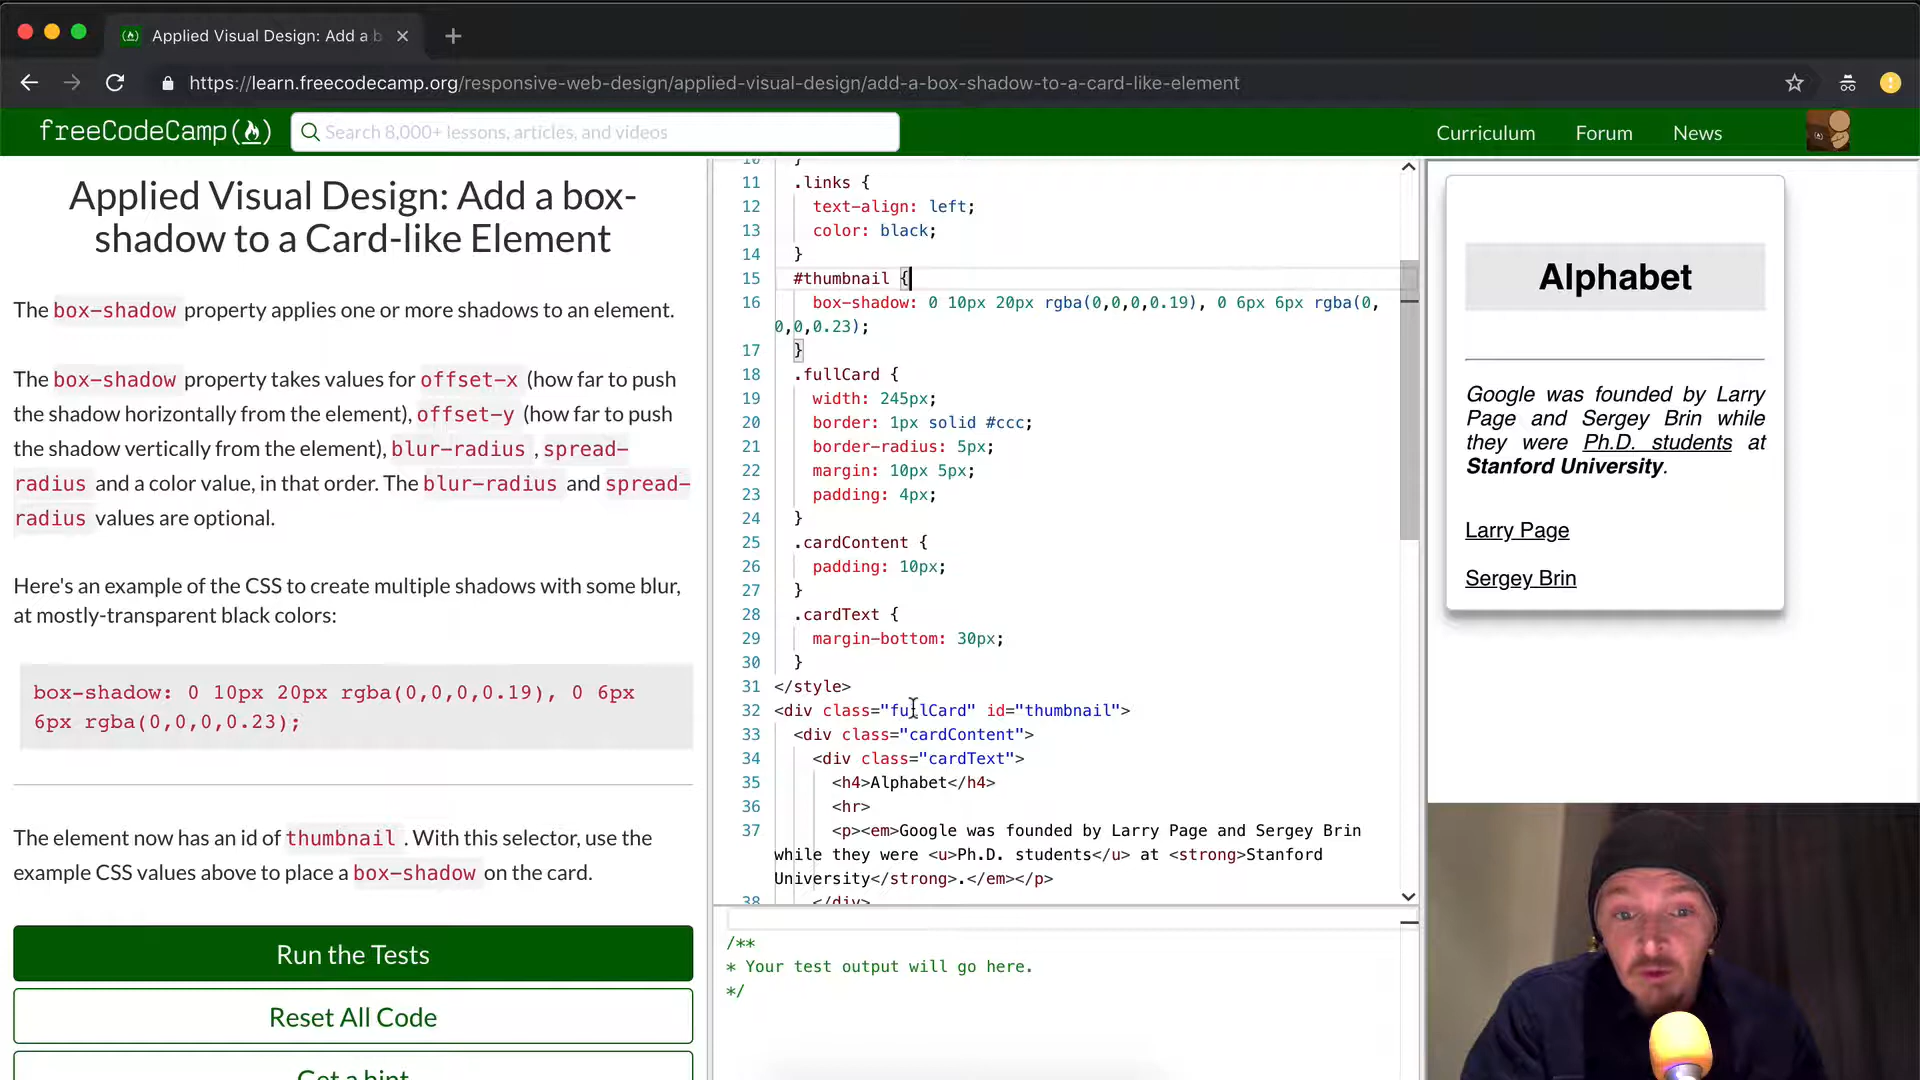 Applied Visual Design: Add a b
https://learn.freecodecamp.org/responsive-web-design/applied-visual-design/add-a-box-shadow-to-a-card-like-element
freeCodeCamp
Search 8,000+ lessons, articles, and videos
Curriculum
Forum
News
Applied Visual Design: Add a box-
shadow to a Card-like Element
The box-shadow property applies one or more shadows to an element.
The box-shadow property takes values for offset-x (how far to push
the shadow horizontally from the element), offset-y (how far to push
the shadow vertically from the element), blur-radius , spread-
radius and a color value, in that order. The blur-radius and spread-
radius values are optional.
Here's an example of the CSS to create multiple shadows with some blur,
at mostly-transparent black colors:
box-shadow: 0 10px 20px rgba(0,0,0,0.19), 0 6px
6px rgba(0,0,0,0.23);
The element now has an id of thumbnail . With this selector, use the
example CSS values above to place a box-shadow on the card.
Run the Tests
Reset All Code
Get a hint
10 }
11 .links {
12 text-align: left;
13 color: black;
14 }
15 #thumbnail {
16 box-shadow: 0 10px 20px rgba(0,0,0,0.19), 0 6px 6px rgba(0,
0,0,0.23);
17 }
18 .fullCard {
19 width: 245px;
20 border: 1px solid #ccc;
21 border-radius: 5px;
22 margin: 10px 5px;
23 padding: 4px;
24 }
25 .cardContent {
26 padding: 10px;
27 }
28 .cardText {
29 margin-bottom: 30px;
30 }
31 </style>
32 <div class="fullCard" id="thumbnail">
33 <div class="cardContent">
34 <div class="cardText">
35 <h4>Alphabet</h4>
36 <hr>
37 <p><em>Google was founded by Larry Page and Sergey Brin
while they were <u>Ph.D. students</u> at <strong>Stanford
University</strong>.</em></p>
38 </div>
/**
* Your test output will go here.
*/
Alphabet
Google was founded by Larry
Page and Sergey Brin while
they were Ph.D. students at
Stanford University.
Larry Page
Sergey Brin